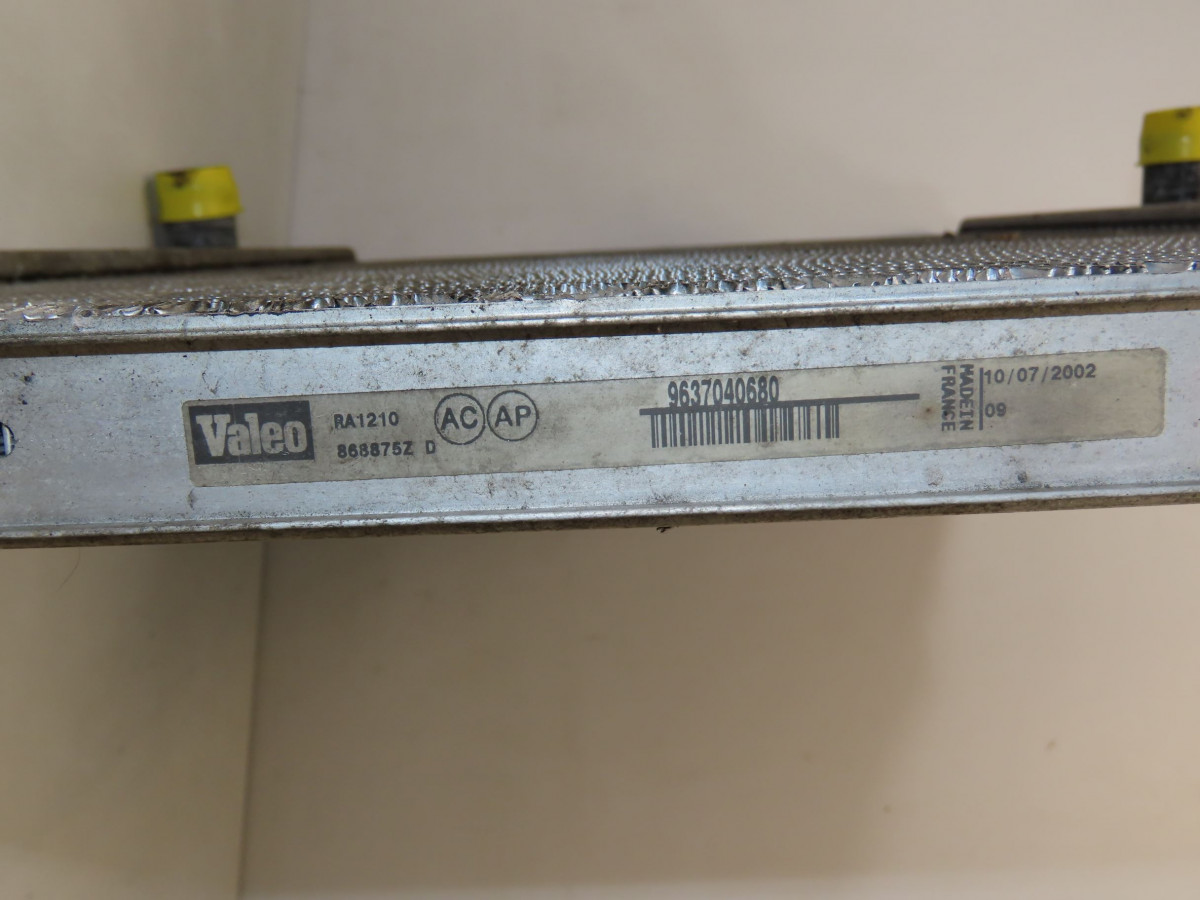 Valeo
RA1210
868875Z D
AC AP
9637040680
MADE IN
FRANCE
10/07/2002
09